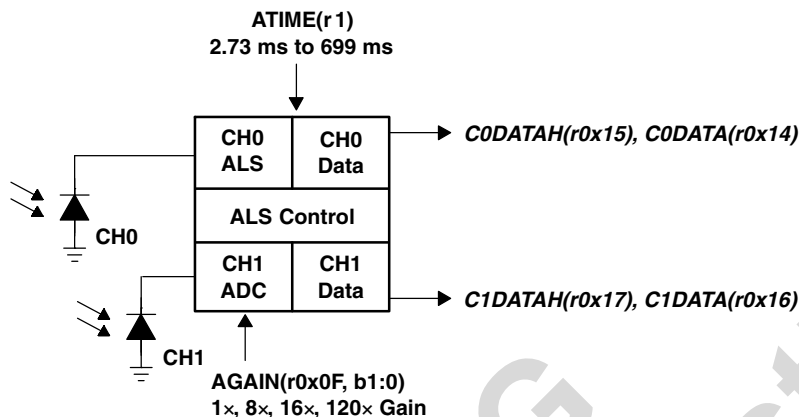 ATIME(r 1)
2.73 ms to 699 ms
CH0
ALS
CH0
Data
C0DATAH(r0x15), C0DATA(r0x14)
ALS Control
CH0
CH1
ADC
CH1
Data
C1DATAH(r0x17), C1DATA(r0x16)
CH1
AGAIN(r0x0F, b1:0)
1×, 8×, 16×, 120× Gain